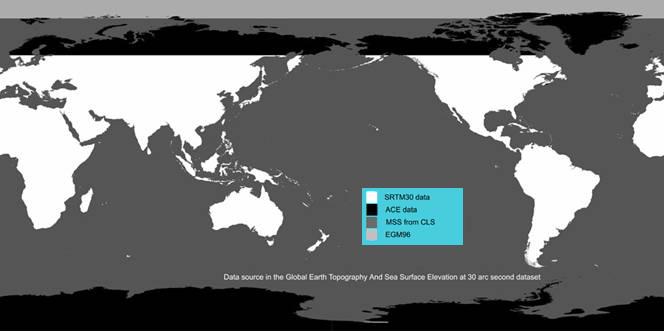 SRTM30 data
ACE data
MSS from CLS
EGM96
Data source in the Global Earth Topography And Sea Surface Elevation at 30 arc second dataset